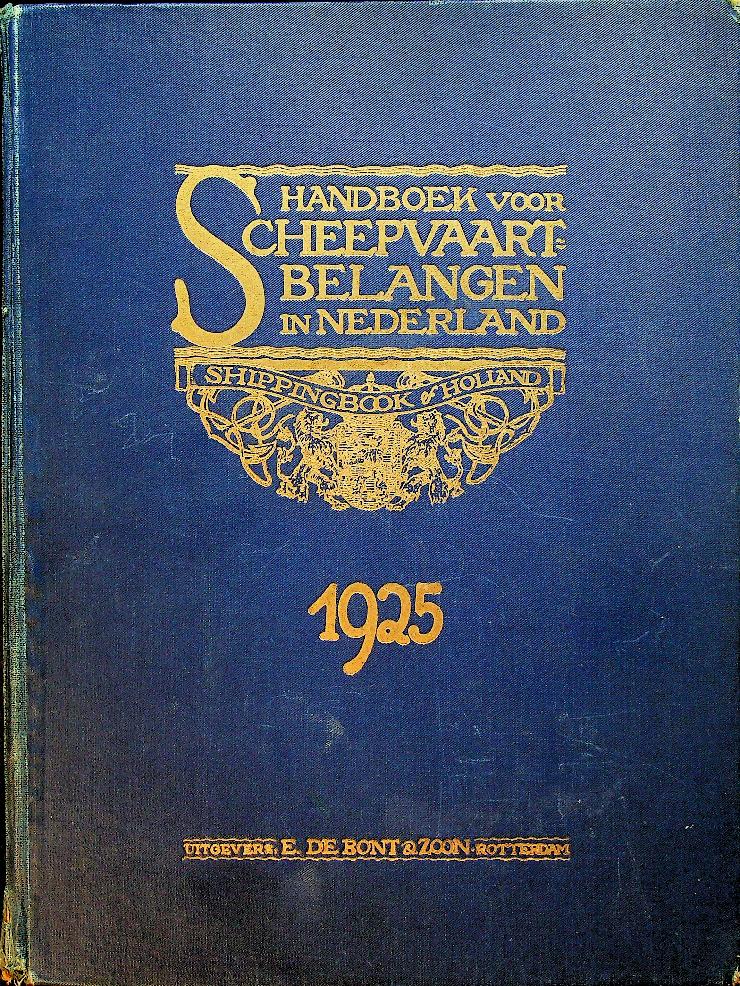 HANDBOEK VOOR
SCHEEPVAART=
BELANGEN
IN NEDERLAND
SHIPPINGBOOK of HOLLAND
1925
UITGEVERS. E. DE BONT & ZOON. ROTTERDAM